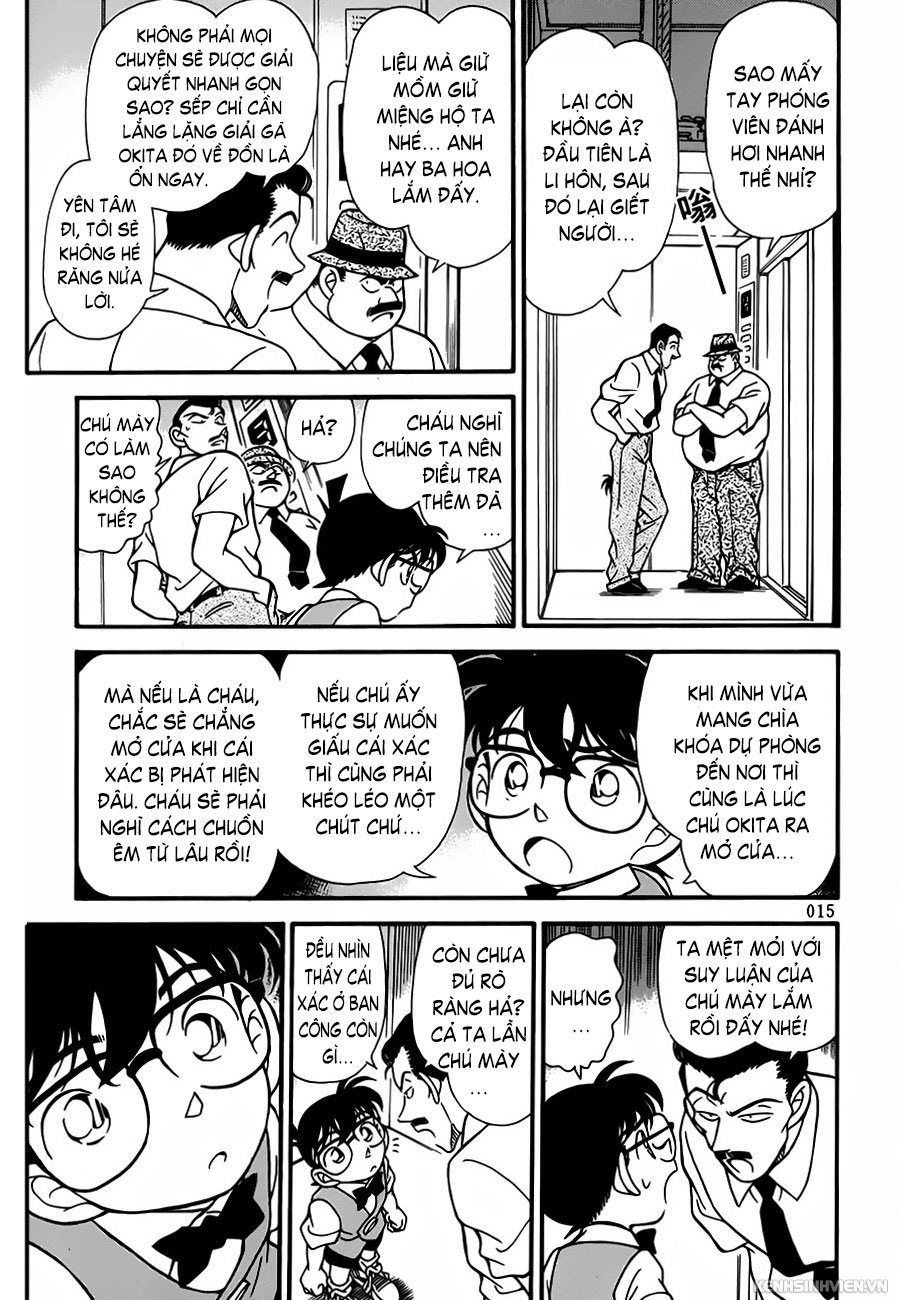 SAO MẤY
TAY PHÓNG
VIÊN ĐÁNH
HƠI NHANH
THẾ NHỈ?
LẠI CÒN
KHÔNG À?
ĐẦU TIÊN LÀ
LI HÔN, SAU
ĐÓ LẠI GIẾT
NGƯỜI...
嗡
LIỆU MÀ GIỮ
MỒM GIỮ
MIỆNG HỘ TA
NHÉ... ANH
HAY BA HOA
LẮM ĐẤY.
KHÔNG PHẢI MỌI
CHUYỆN SẼ ĐƯỢC GIẢI
QUYẾT NHANH GỌN
SAO? SẾP CHỈ CẦN
LẲNG LẶNG GIẢI GÃ
OKITA ĐÓ VỀ ĐỒN LÀ
ỔN NGAY.
YÊN TÂM
ĐI, TÔI SẼ
KHÔNG HÉ
RĂNG NỬA
LỜI.
CHÁU NGHĨ
CHÚNG TA NÊN
ĐIỀU TRA
THÊM ĐÃ
...
HẢ?
CHÚ MÀY
CÓ LÀM
SAO
KHÔNG
THẾ?
KHI MÌNH VỪA
MANG CHÌA
KHÓA DỰ PHÒNG
ĐẾN NƠI THÌ
CŨNG LÀ LÚC
CHÚ OKITA RA
MỞ CỬA...
NẾU CHÚ ẤY
THỰC SỰ MUỐN
GIẤU CÁI XÁC
THÌ CŨNG PHẢI
KHÉO LÉO MỘT
CHÚT CHỨ...
MÀ NẾU LÀ CHÁU,
CHẮC SẼ CHẲNG
MỞ CỬA KHI CÁI
XÁC BỊ PHÁT HIỆN
ĐÂU. CHÁU SẼ PHẢI
NGHĨ CÁCH CHUỒN
ÊM TỪ LÂU RỒI!
015
TA MỆT MỎI VỚI
SUY LUẬN CỦA
CHÚ MÀY LẮM
RỒI ĐẤY NHÉ!
NHƯNG
...
CÒN CHƯA
ĐỦ RÕ
RÀNG HẢ?
CẢ TA LẪN
CHÚ MÀY
...
ĐỀU NHÌN
THẤY CÁI
XÁC Ở BAN
CÔNG CÒN
GÌ...
KENHSINHVIEN.VN